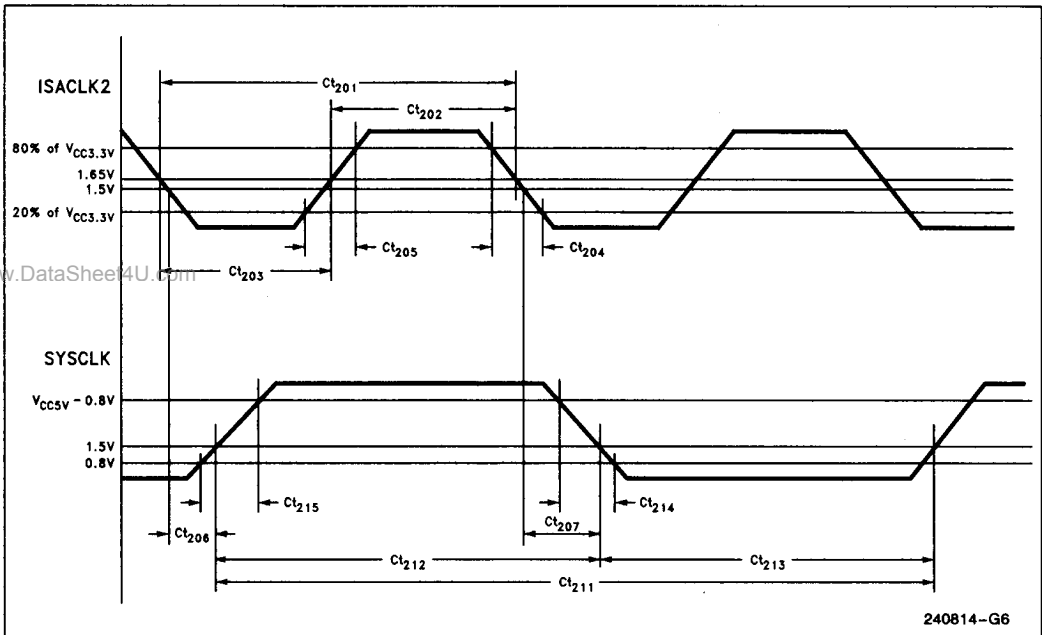 ISACLK2
Ct201
Ct202
80% of VCC3.3V
1.65V
1.5V
20% of VCC3.3V
Ct205
Ct204
Ct203
w.DataSheet4U.com
SYSCLK
VCC5V - 0.8V
1.5V
0.8V
Ct215
Ct214
Ct206
Ct207
Ct212
Ct213
Ct211
240814-G6